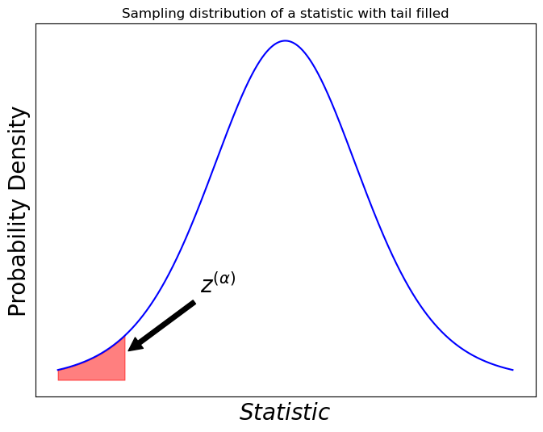 Sampling distribution of a statistic with tail filled
Probability Density
z^(α)
Statistic